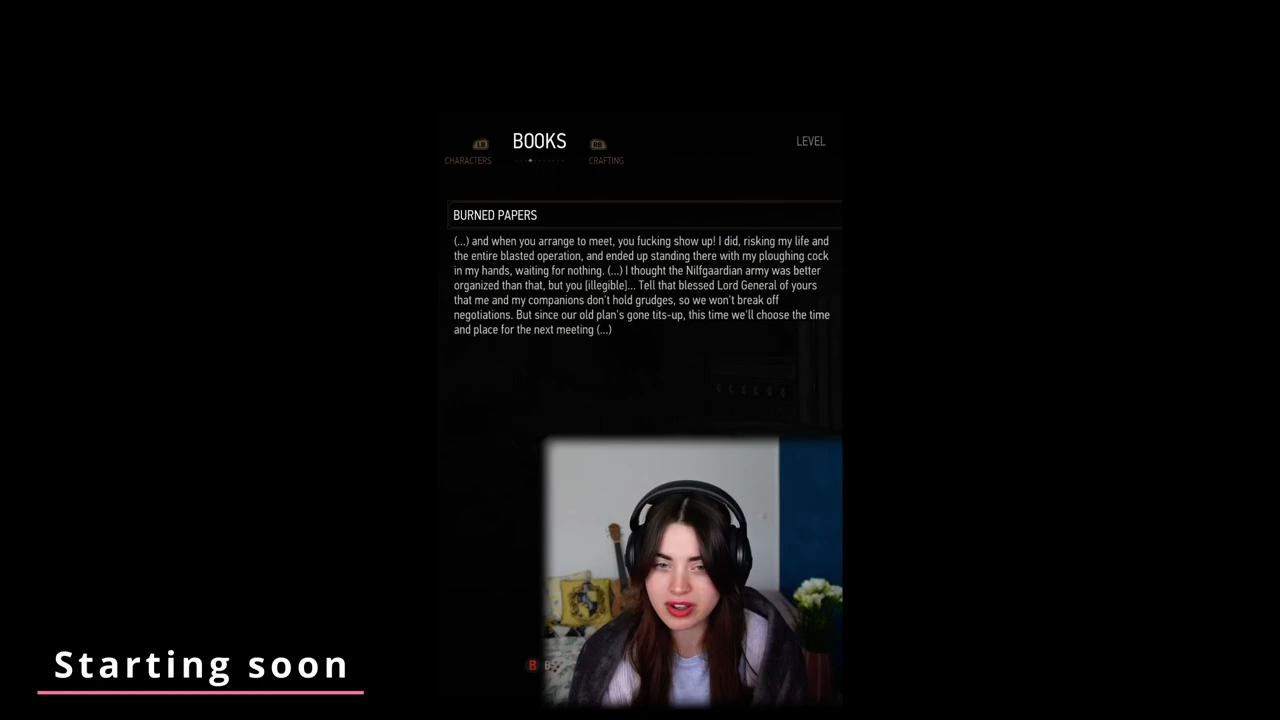 BOOKS
LEVEL
LB
RB
CHARACTERS
CRAFTING
BURNED PAPERS
(...) and when you arrange to meet, you fucking show up! I did, risking my life and
the entire blasted operation, and ended up standing there with my ploughing cock
in my hands, waiting for nothing. (...) I thought the Nilfgaardian army was better
organized than that, but you [illegible]... Tell that blessed Lord General of yours
that me and my companions don't hold grudges, so we won't break off
negotiations. But since our old plan's gone tits-up, this time we'll choose the time
and place for the next meeting (...)
B
Starting soon